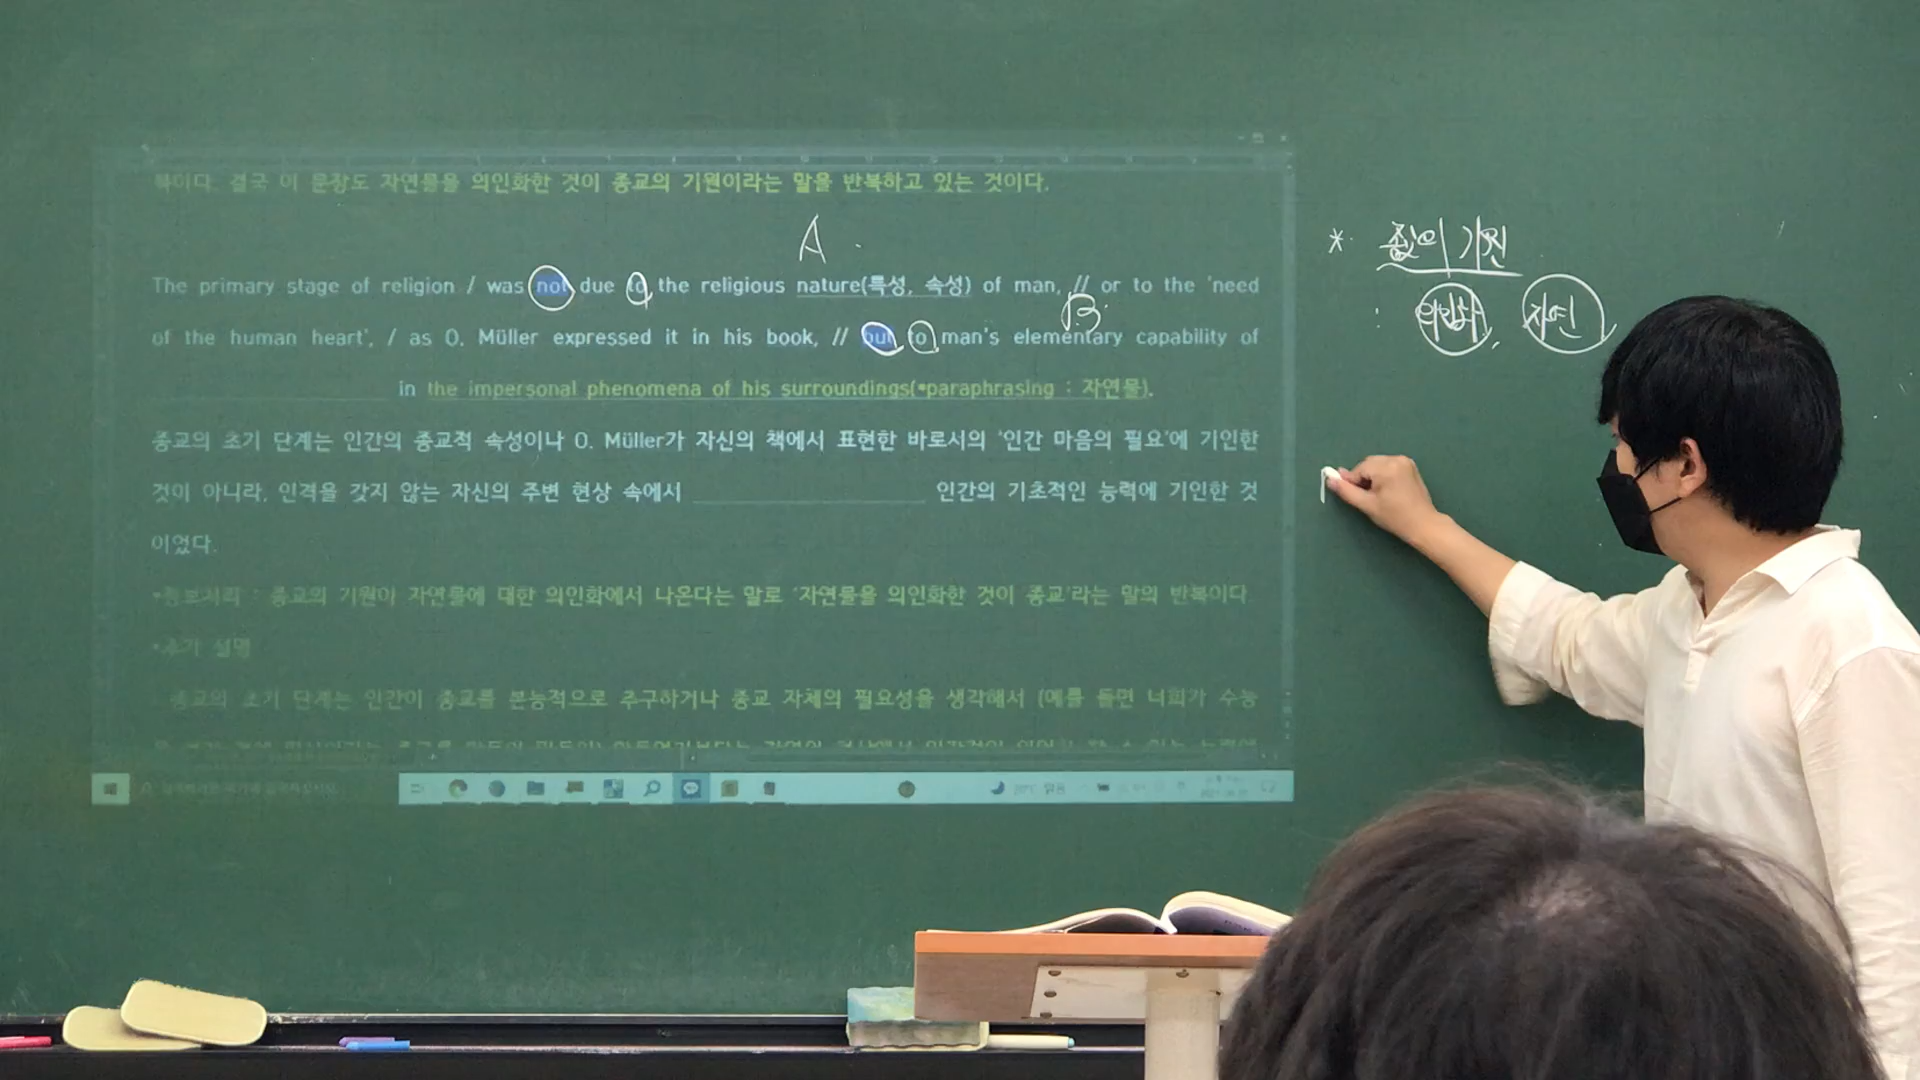 복이다. 결국 이 문장도 자연물을 의인화한 것이 종교의 기원이라는 말을 반복하고 있는 것이다.
A
The primary stage of religion / was not due to the religious nature(특성, 속성) of man, // or to the 'need
B
of the human heart', / as O. Müller expressed it in his book, // but to man's elementary capability of
in the impersonal phenomena of his surroundings(*paraphrasing : 자연물).
종교의 초기 단계는 인간의 종교적 속성이나 O. Müller가 자신의 책에서 표현한 바로서의 '인간 마음의 필요'에 기인한
것이 아니라, 인격을 갖지 않는 자신의 주변 현상 속에서 인간의 기초적인 능력에 기인한 것
이었다.
: 종교의 기원이 자연물에 대한 의인화에서 나온다는 말로 '자연물을 의인화한 것이 종교'라는 말의 반복이다.
*추가 설명
종교의 초기 단계는 인간이 종교를 본능적으로 추구하거나 종교 자체의 필요성을 생각해서 (예를 들면 너희가 수능
* 종교의 기원
: 의인화, 자연